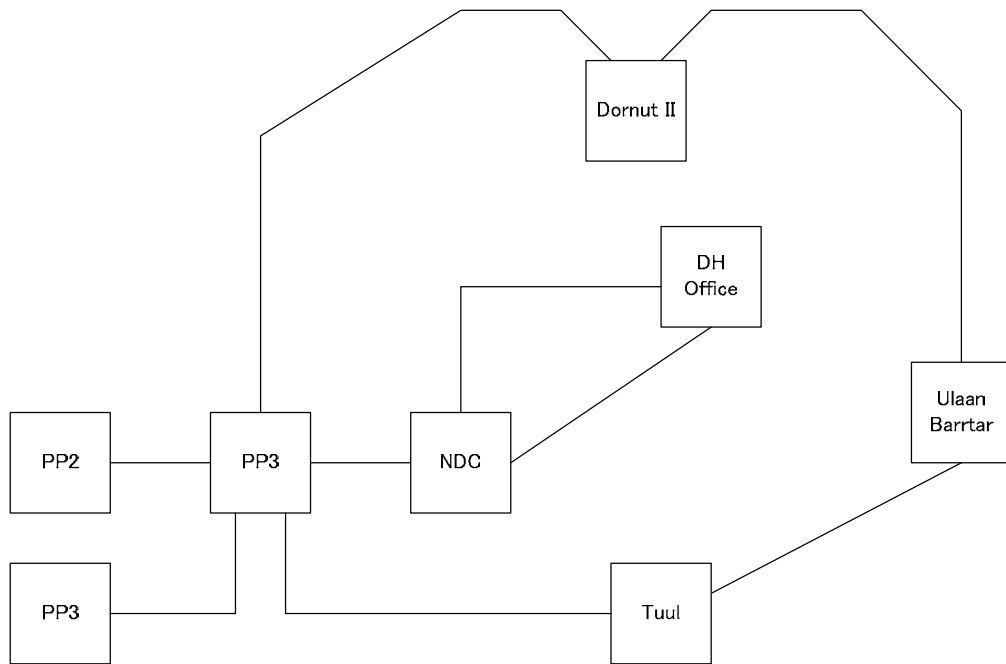 Dornut II
DH
Office
Ulaan
Barrtar
PP2
PP3
NDC
PP3
Tuul